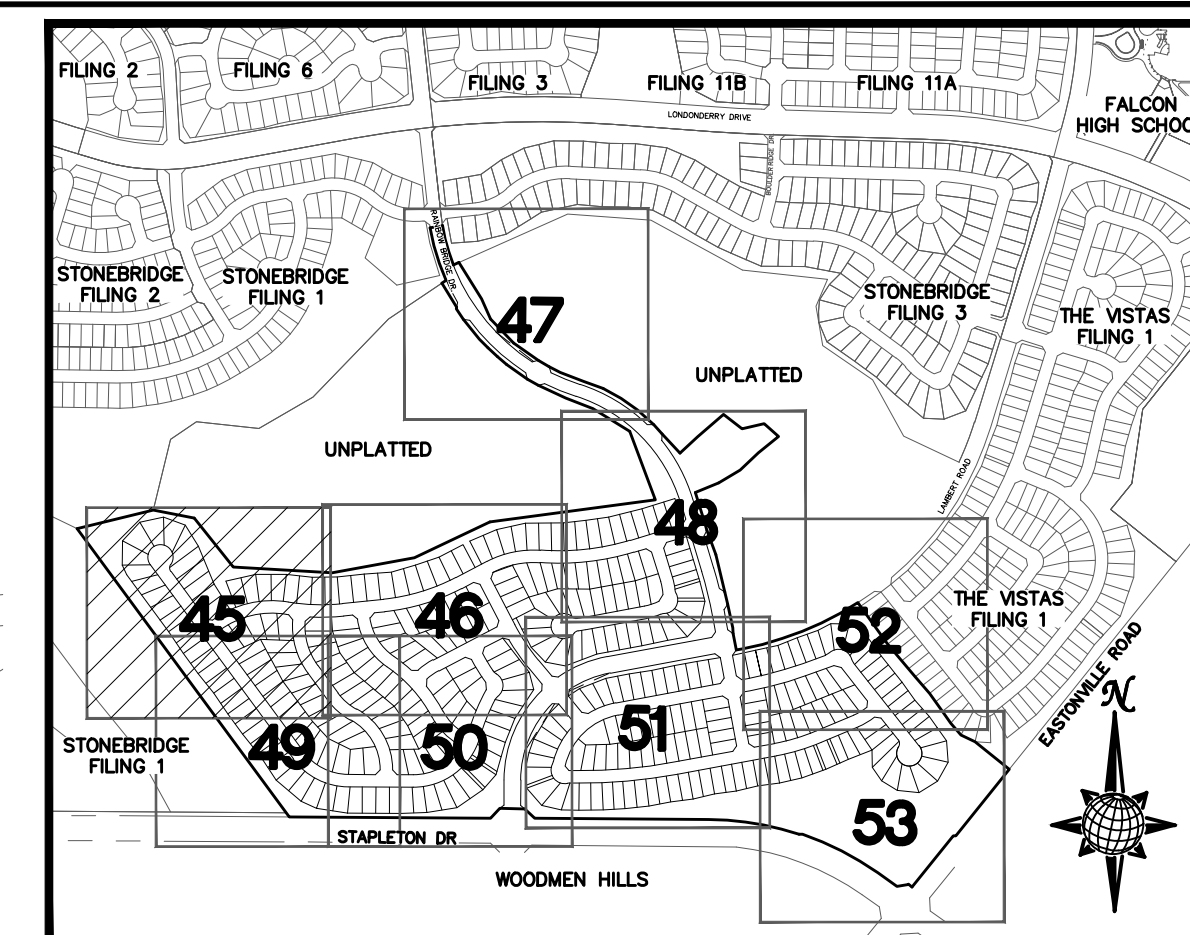 FILING 2
FILING 6
FILING 3
FILING 11B
FILING 11A
FALCON
HIGH SCHOO
LONDONDERRY DRIVE
BOULDER RIDGE DR
RAINBOW BRIDGE DR.
STONEBRIDGE
FILING 2
STONEBRIDGE
FILING 1
47
STONEBRIDGE
FILING 3
THE VISTAS
FILING 1
UNPLATTED
UNPLATTED
LAMBERT ROAD
48
45
46
52
THE VISTAS
FILING 1
EASTONVILLE ROAD
N
STONEBRIDGE
FILING 1
49
50
51
53
STAPLETON DR
WOODMEN HILLS